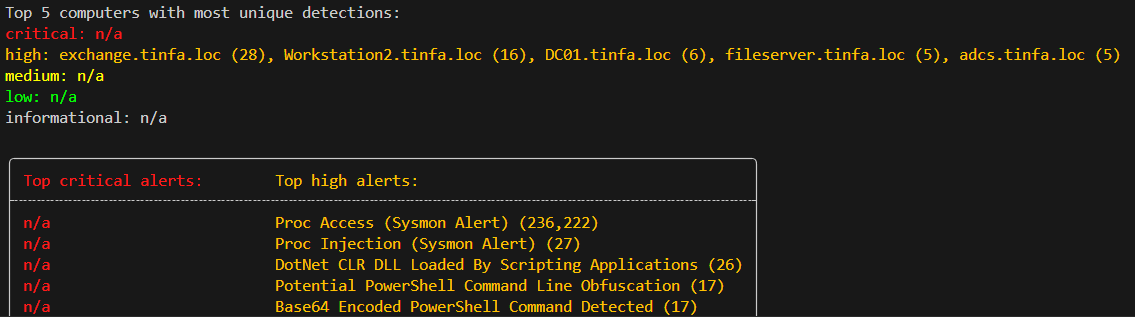 Top 5 computers with most unique detections:
critical: n/a
high: exchange.tinfa.loc (28), Workstation2.tinfa.loc (16), DC01.tinfa.loc (6), fileserver.tinfa.loc (5), adcs.tinfa.loc (5)
medium: n/a
low: n/a
informational: n/a
Top critical alerts: Top high alerts:
n/a Proc Access (Sysmon Alert) (236,222)
n/a Proc Injection (Sysmon Alert) (27)
n/a DotNet CLR DLL Loaded By Scripting Applications (26)
n/a Potential PowerShell Command Line Obfuscation (17)
n/a Base64 Encoded PowerShell Command Detected (17)